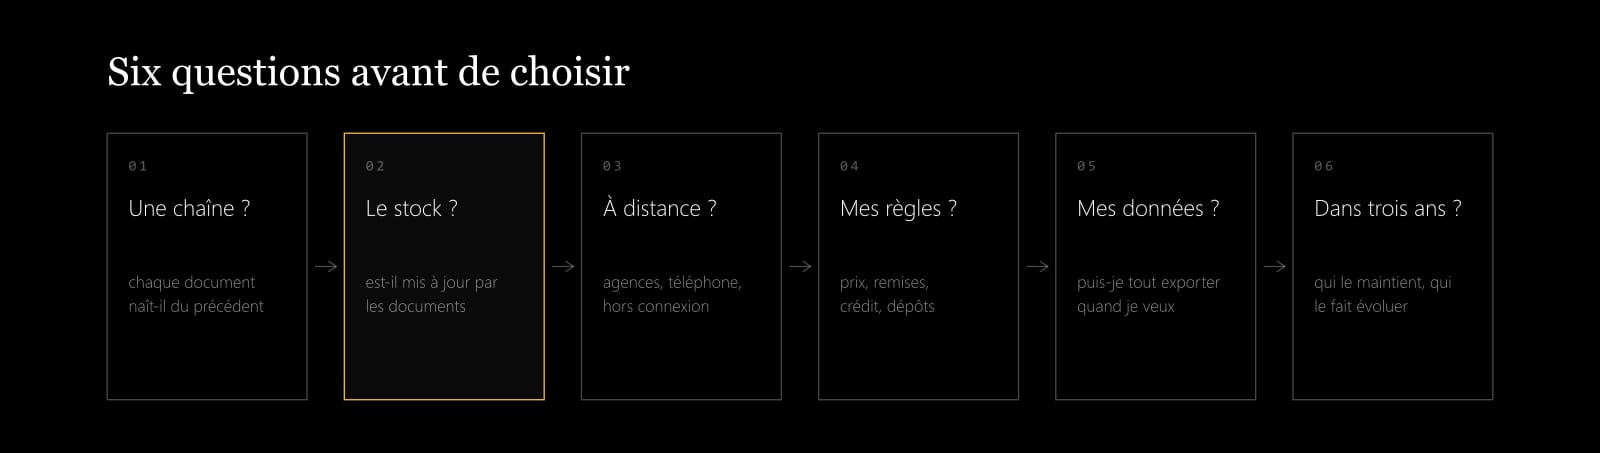 Six questions avant de choisir
01
Une chaîne ?
chaque document
naît-il du précédent
02
Le stock ?
est-il mis à jour par
les documents
03
À distance ?
agences, téléphone,
hors connexion
04
Mes règles ?
prix, remises,
crédit, dépôts
05
Mes données ?
puis-je tout exporter
quand je veux
06
Dans trois ans ?
qui le maintient, qui
le fait évoluer